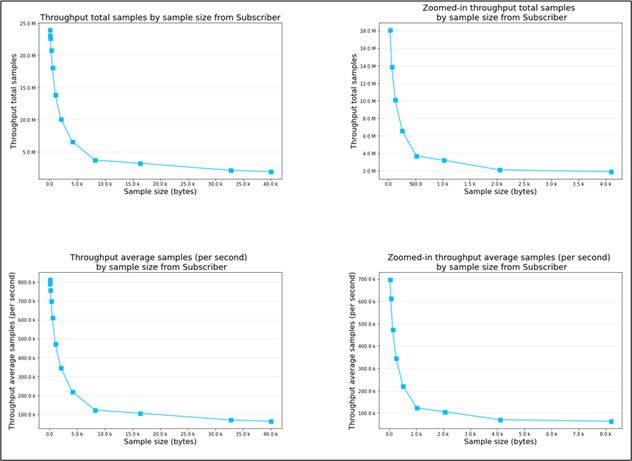 Throughput total samples by sample size from Subscriber
25.0 M
20.0 M
15.0 M
10.0 M
5.0 M
Throughput total samples
0.0
5.0 k
10.0 k
15.0 k
20.0 k
25.0 k
30.0 k
35.0 k
40.0 k
Sample size (bytes)
Zoomed-in throughput total samples
by sample size from Subscriber
18.0 M
16.0 M
14.0 M
12.0 M
10.0 M
8.0 M
6.0 M
4.0 M
2.0 M
Throughput total samples
0.0
500.0
1.0 k
1.5 k
2.0 k
2.5 k
3.0 k
3.5 k
4.0 k
Sample size (bytes)
Throughput average samples (per second)
by sample size from Subscriber
800.0 k
700.0 k
600.0 k
500.0 k
400.0 k
300.0 k
200.0 k
100.0 k
Throughput average samples (per second)
0.0
5.0 k
10.0 k
15.0 k
20.0 k
25.0 k
30.0 k
35.0 k
40.0 k
Sample size (bytes)
Zoomed-in throughput average samples (per second)
by sample size from Subscriber
700.0 k
600.0 k
500.0 k
400.0 k
300.0 k
200.0 k
100.0 k
Throughput average samples (per second)
0.0
1.0 k
2.0 k
3.0 k
4.0 k
5.0 k
6.0 k
7.0 k
8.0 k
Sample size (bytes)